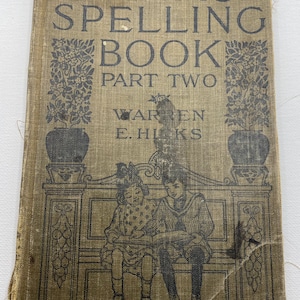 SPELLING
BOOK
PART TWO
WARREN
E. HICKS